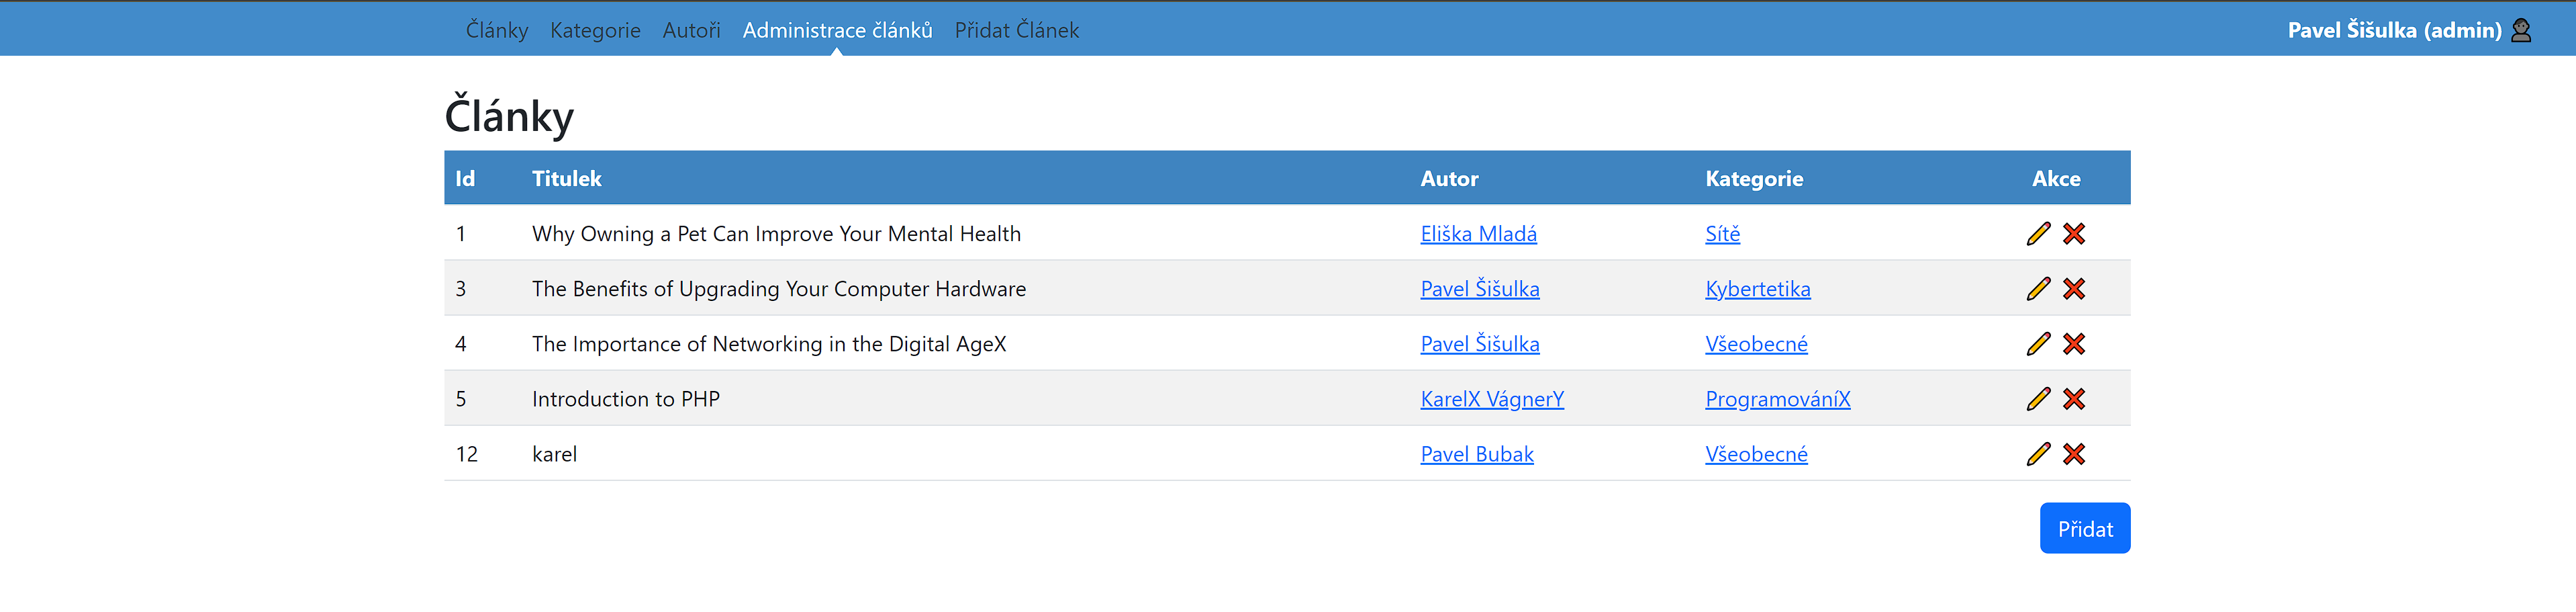 Články Kategorie Autoři Administrace článků Přidat Článek Pavel Šišulka (admin)
Články
Id Titulek Autor Kategorie Akce
1 Why Owning a Pet Can Improve Your Mental Health Eliška Mladá Sítě
3 The Benefits of Upgrading Your Computer Hardware Pavel Šišulka Kybertetika
4 The Importance of Networking in the Digital AgeX Pavel Šišulka Všeobecné
5 Introduction to PHP KarelX VágnerY ProgramováníX
12 karel Pavel Bubak Všeobecné
Přidat